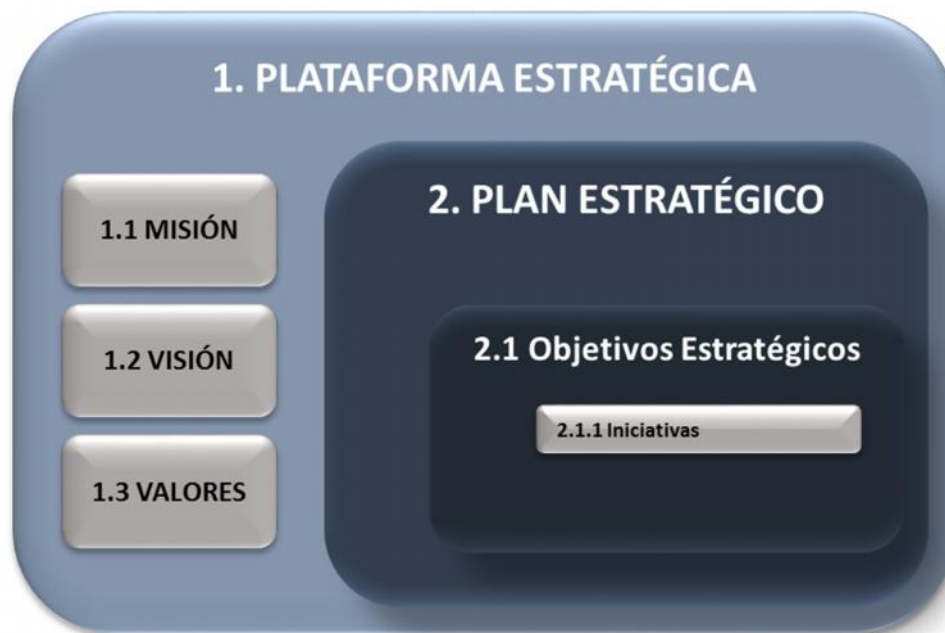 1. PLATAFORMA ESTRATÉGICA
2. PLAN ESTRATÉGICO
1.1 MISIÓN
1.2 VISIÓN
2.1 Objetivos Estratégicos
2.1.1 Iniciativas
1.3 VALORES